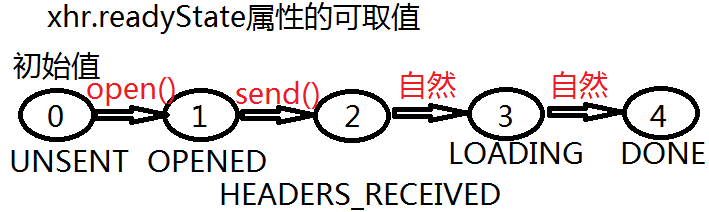 xhr.readyState属性的可取值
初始值
open() send() 自然 自然
0 1 2 3 4
UNSENT OPENED LOADING DONE
HEADERS_RECEIVED